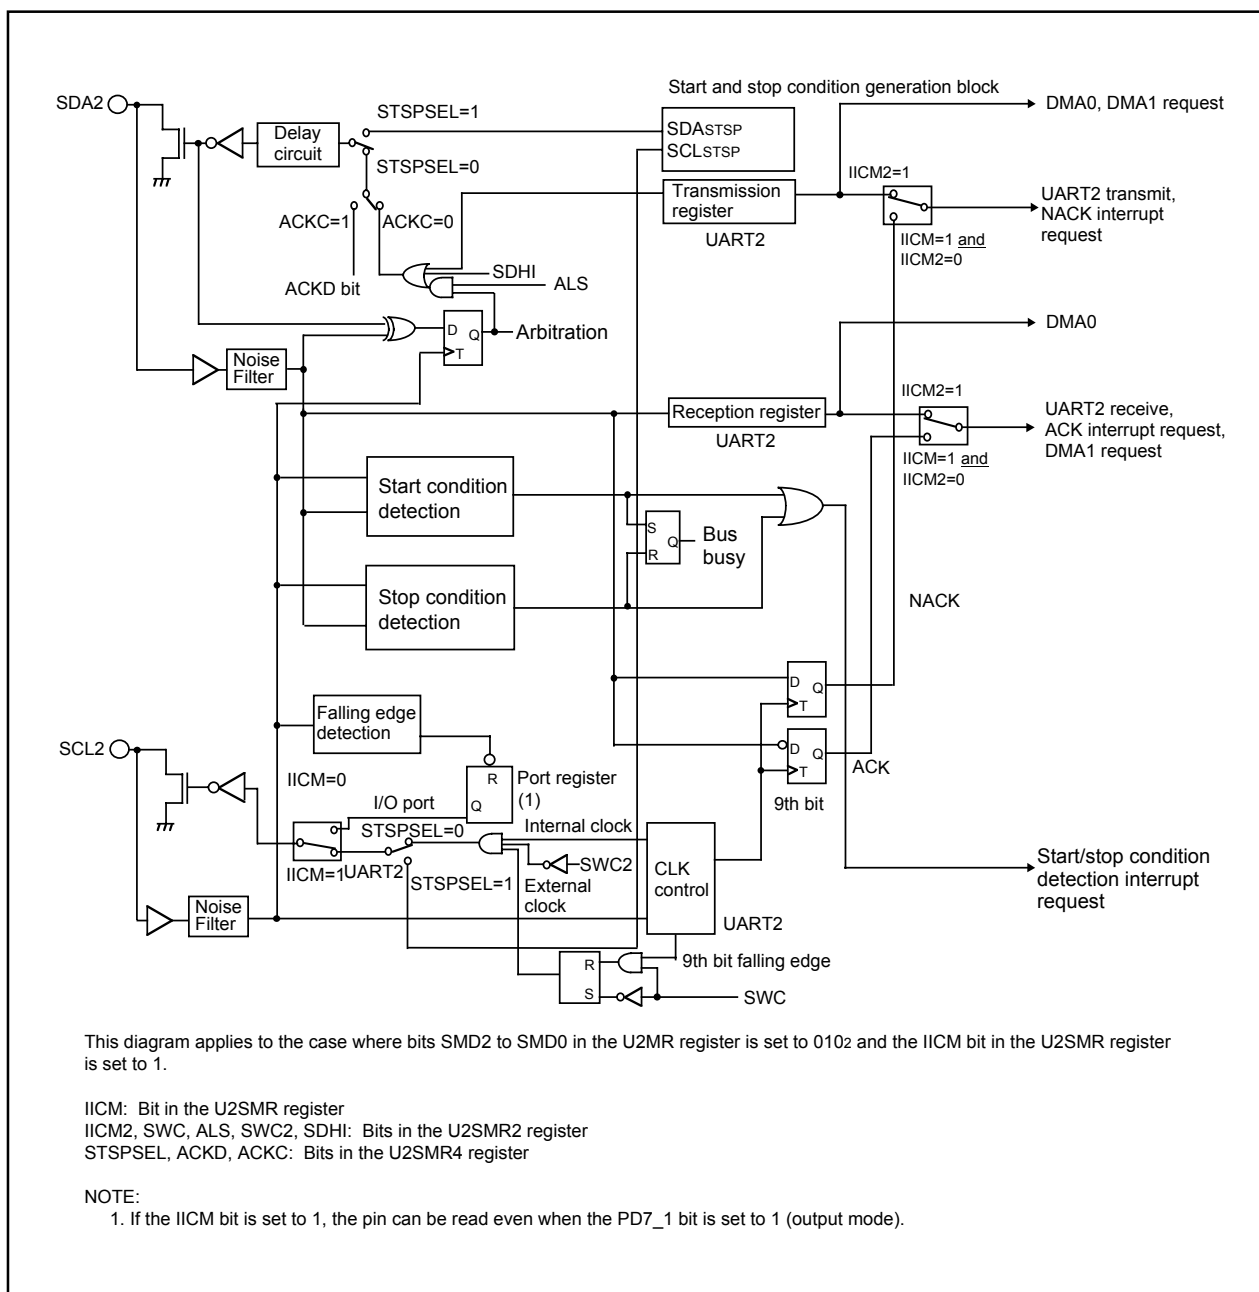 Start and stop condition generation block
SDA2
STSPSEL=1
DMA0, DMA1 request
Delay
circuit
SDASTSP
SCLSTSP
STSPSEL=0
IICM2=1
Transmission
register
UART2
UART2 transmit,
NACK interrupt
request
ACKC=1
ACKC=0
IICM=1 and
IICM2=0
SDHI
ALS
ACKD bit
D
Q
T
Arbitration
DMA0
Noise
Filter
IICM2=1
Reception register
UART2
UART2 receive,
ACK interrupt request,
DMA1 request
IICM=1 and
IICM2=0
Start condition
detection
S
Q
R
Bus
busy
Stop condition
detection
NACK
D
Q
T
Falling edge
detection
SCL2
D
Q
T
ACK
9th bit
IICM=0
R
Q
Port register
(1)
I/O port
STSPSEL=0
Internal clock
IICM=1
UART2
STSPSEL=1
SWC2
External
clock
CLK
control
UART2
Start/stop condition
detection interrupt
request
Noise
Filter
R
S
9th bit falling edge
SWC
This diagram applies to the case where bits SMD2 to SMD0 in the U2MR register is set to 0102 and the IICM bit in the U2SMR register
is set to 1.
IICM: Bit in the U2SMR register
IICM2, SWC, ALS, SWC2, SDHI: Bits in the U2SMR2 register
STSPSEL, ACKD, ACKC: Bits in the U2SMR4 register
NOTE:
1. If the IICM bit is set to 1, the pin can be read even when the PD7_1 bit is set to 1 (output mode).